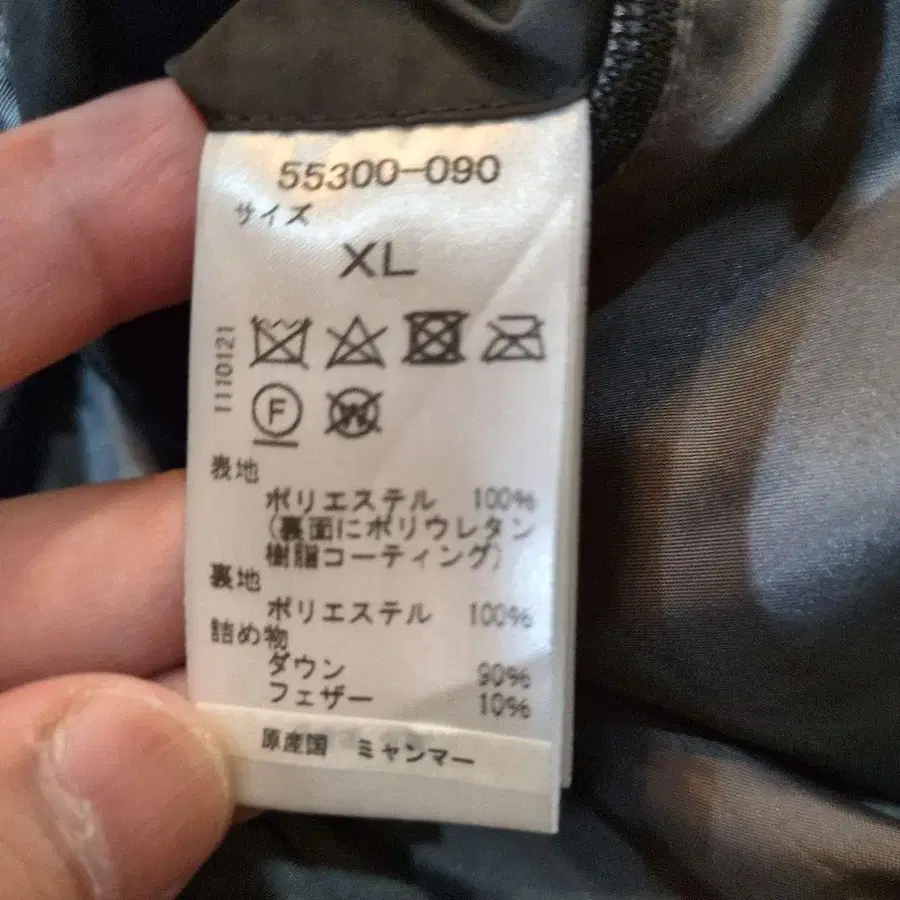 55300-090
サイズ
XL
1110121
F
W
表地
ポリエステル 100%
(裏面にポリウレタン
樹脂コーティング)
裏地
ポリエステル 100%
詰め物
ダウン 90%
フェザー 10%
原産国 ミャンマー